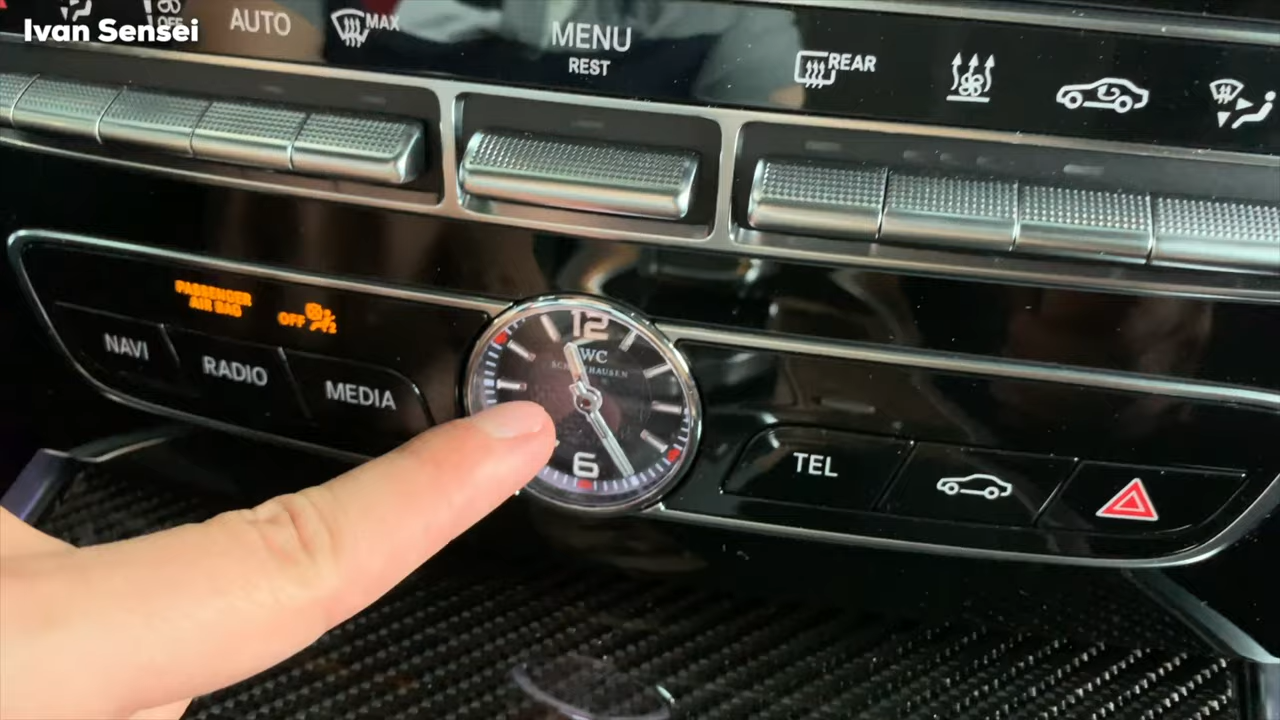 Ivan Sensei
OFF
AUTO
MAX
MENU
REST
REAR
PASSENGER
AIR BAG
OFF
NAVI
RADIO
MEDIA
12
IWC
SCHAFFHAUSEN
6
TEL